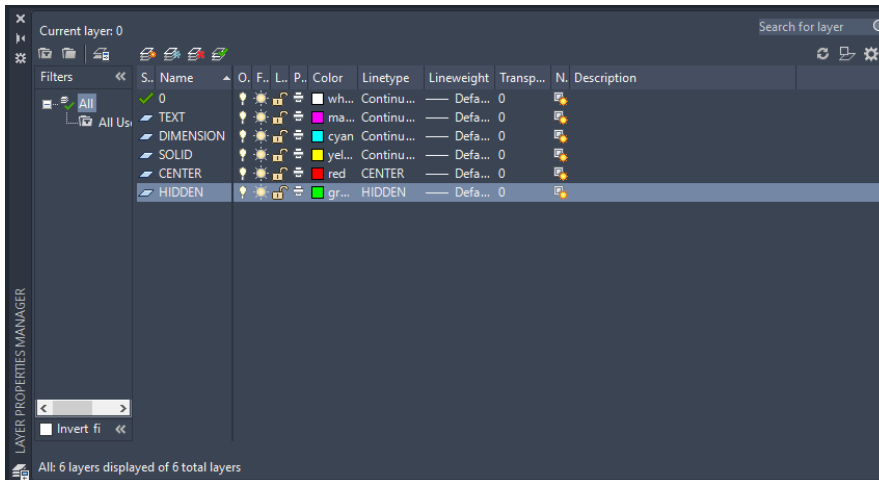 Current layer: 0
Search for layer
Filters «
S.. Name O. F.. L.. P.. Color Linetype Lineweight Transp... N. Description
All
All Us
0 wh... Continu... Defa... 0
TEXT ma... Continu... Defa... 0
DIMENSION cyan Continu... Defa... 0
SOLID yel... Continu... Defa... 0
CENTER red CENTER Defa... 0
HIDDEN gr... HIDDEN Defa... 0
Invert fi «
LAYER PROPERTIES MANAGER
All: 6 layers displayed of 6 total layers